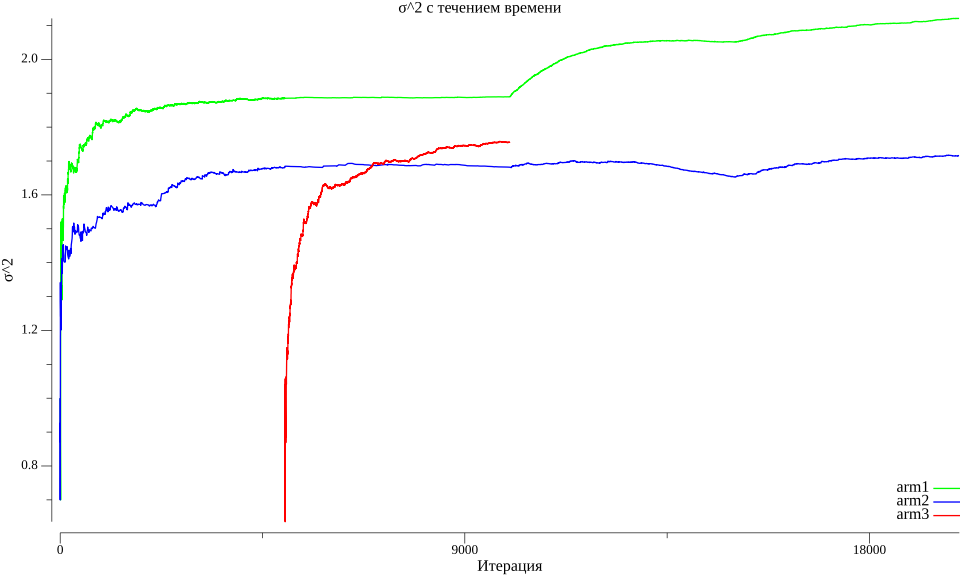 σ^2 с течением времени
2.0
1.6
1.2
0.8
σ^2
0
9000
18000
Итерация
arm1
arm2
arm3